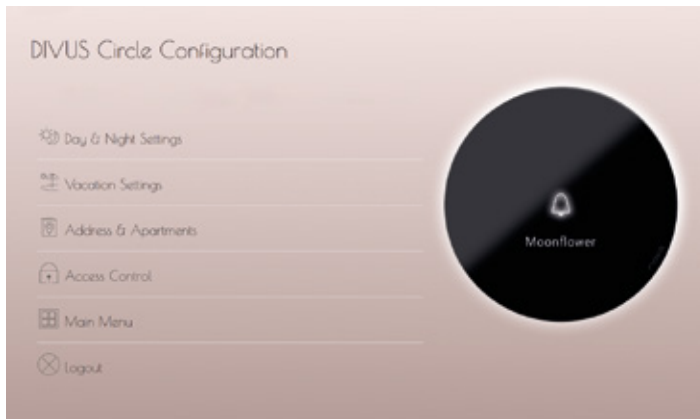 DIVUS Circle Configuration
Day & Night Settings
Vacation Settings
Address & Apartments
Access Control
Main Menu
Logout
Moonflower